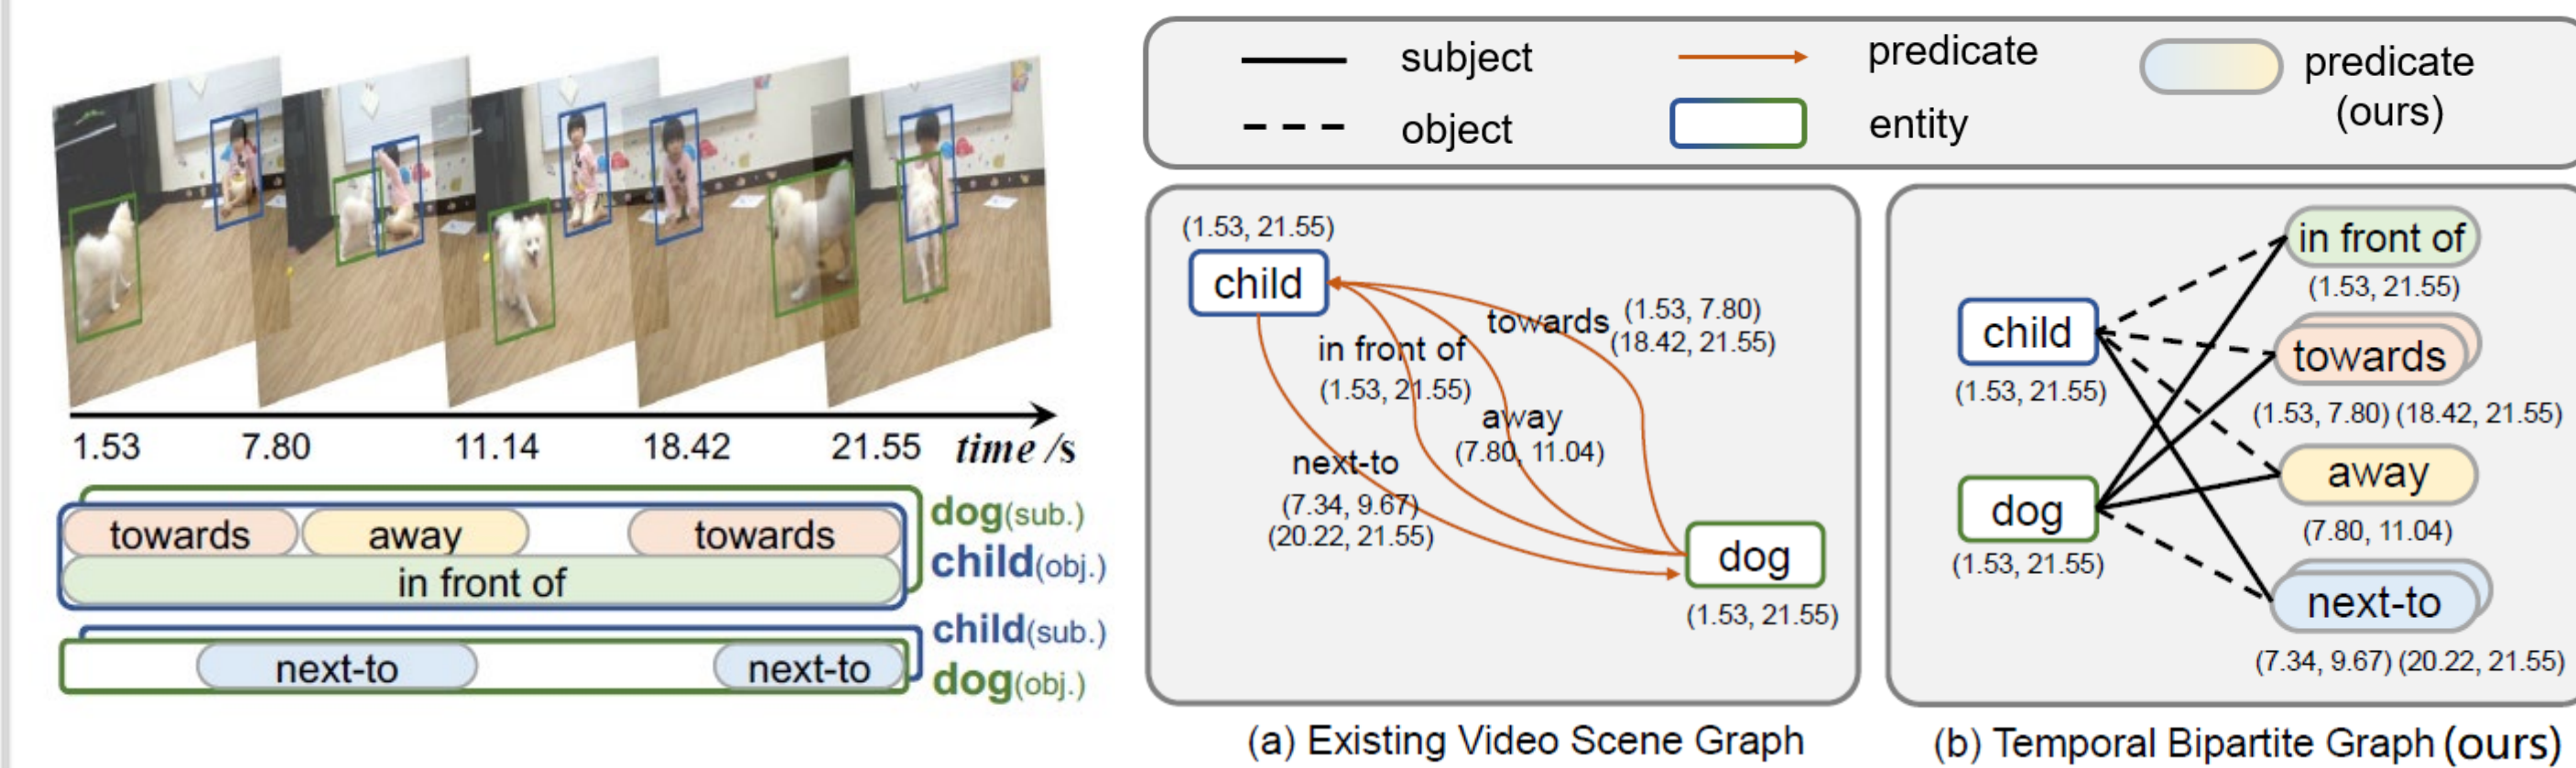 1.53 7.80 11.14 18.42 21.55 time /s
towards away towards
in front of
dog(sub.)
child(obj.)
next-to next-to
child(sub.)
dog(obj.)
subject
predicate
predicate
(ours)
object
entity
(1.53, 21.55)
child
towards (1.53, 7.80)
(18.42, 21.55)
in front of
(1.53, 21.55)
away
(7.80, 11.04)
next-to
(7.34, 9.67)
(20.22, 21.55)
dog
(1.53, 21.55)
(a) Existing Video Scene Graph
child
(1.53, 21.55)
dog
(1.53, 21.55)
in front of
(1.53, 21.55)
towards
(1.53, 7.80) (18.42, 21.55)
away
(7.80, 11.04)
next-to
(7.34, 9.67) (20.22, 21.55)
(b) Temporal Bipartite Graph (ours)